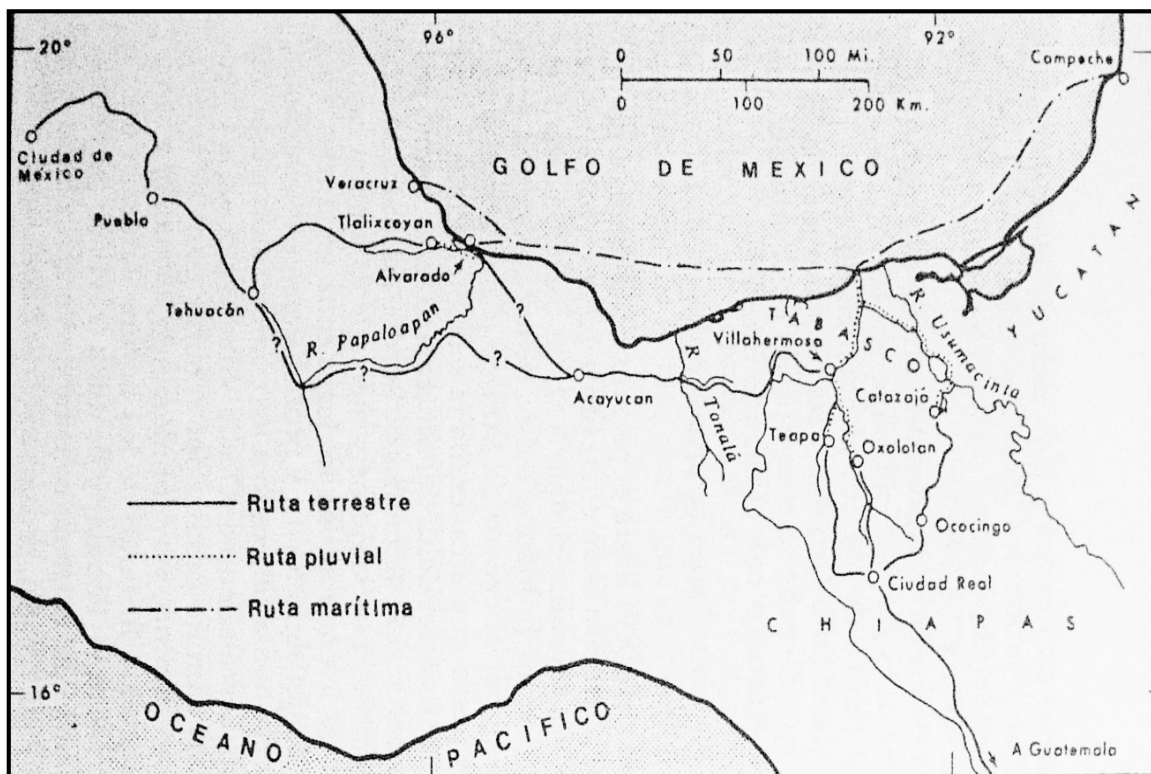 20°
96°
92°
0 50 100 Mi.
0 100 200 Km.
Campeche
Ciudad de
México
GOLFO DE MEXICO
Veracruz
Puebla
Tlalixcoyan
Alvarado
YUCATAN
Tehuacán
R. Papaloapan
?
?
?
?
TABASCO
Villahermosa
R. Usumacinta
Acayucan
R. Tonalá
Catazajá
Teapa
Oxolotan
Ruta terrestre
Ococingo
Ruta pluvial
Ciudad Real
Ruta marítima
CHIAPAS
16°
OCEANO PACIFICO
A Guatemala